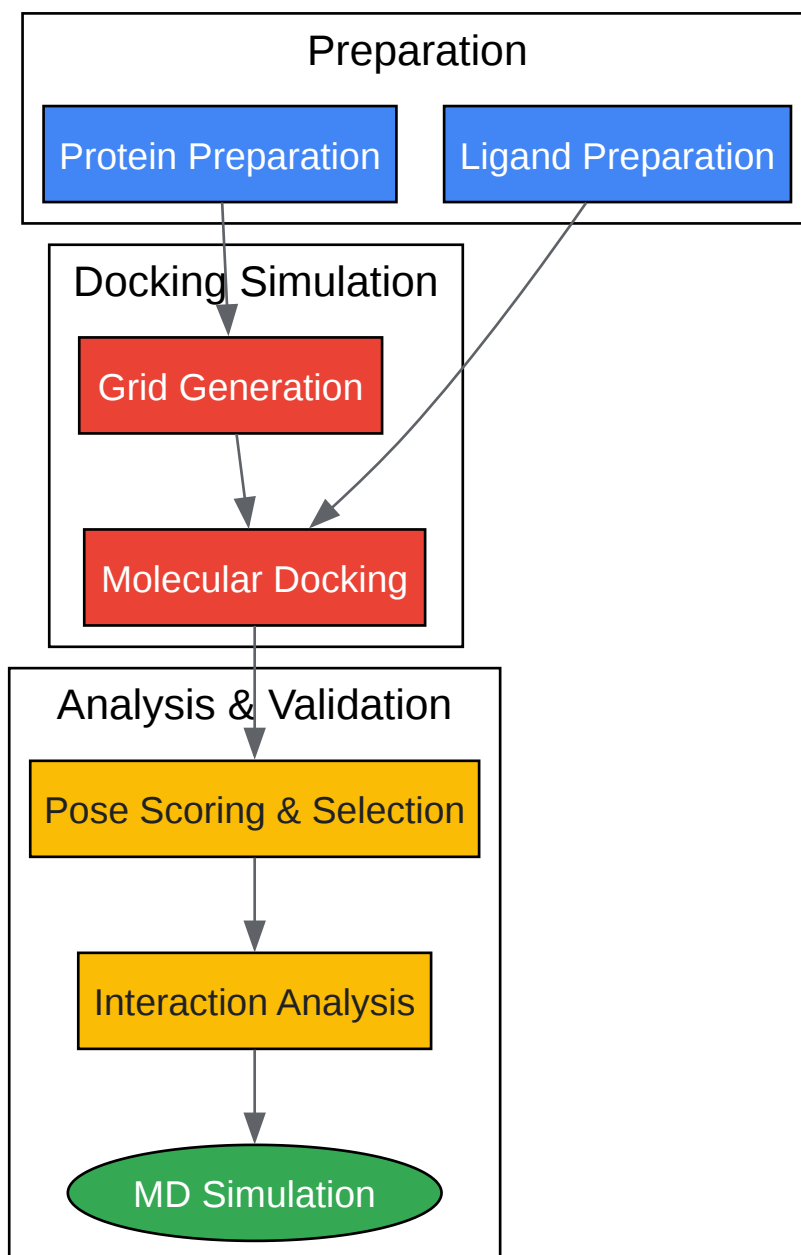 Preparation
Protein Preparation
Ligand Preparation
Docking Simulation
Grid Generation
Molecular Docking
Analysis & Validation
Pose Scoring & Selection
Interaction Analysis
MD Simulation